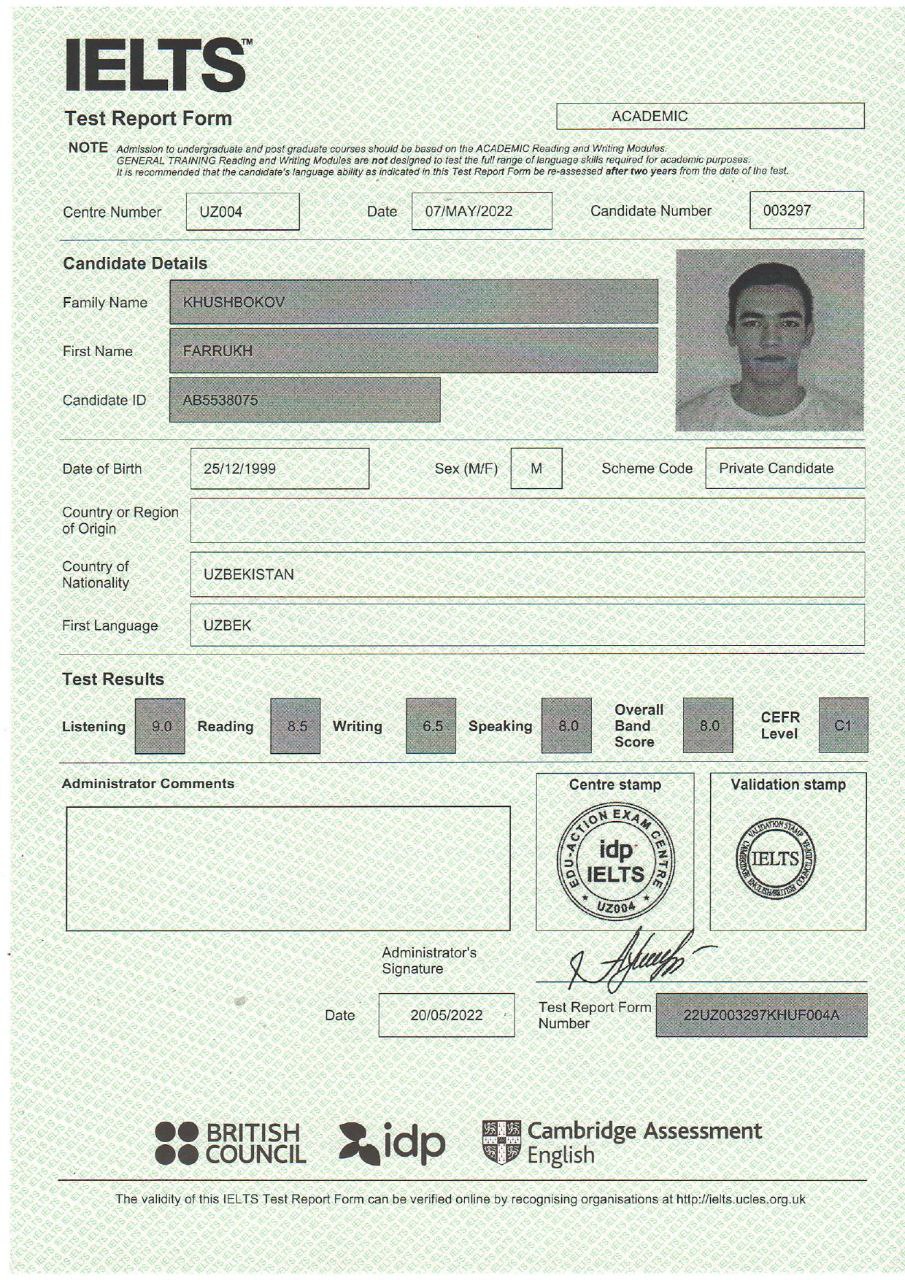 IELTS™
Test Report Form
ACADEMIC
NOTE Admission to undergraduate and post graduate courses should be based on the ACADEMIC Reading and Writing Modules.
GENERAL TRAINING Reading and Writing Modules are not designed to test the full range of language skills required for academic purposes.
It is recommended that the candidate's language ability as indicated in this Test Report Form be re-assessed after two years from the date of the test.
Centre Number UZ004 Date 07/MAY/2022 Candidate Number 003297
Candidate Details
Family Name KHUSHBOKOV
First Name FARRUKH
Candidate ID AB5538075
Date of Birth 25/12/1999 Sex (M/F) M Scheme Code Private Candidate
Country or Region
of Origin
Country of
Nationality UZBEKISTAN
First Language UZBEK
Test Results
Listening 9.0 Reading 8.5 Writing 6.5 Speaking 8.0 Overall Band Score 8.0 CEFR Level C1
Administrator Comments
Centre stamp
EDU-ACTION EXAM CENTRE
idp
IELTS
UZ004
Validation stamp
VALIDATION STAMP
IELTS
Administrator's
Signature
Date 20/05/2022
Test Report Form
Number 22UZ003297KHUF004A
BRITISH
COUNCIL
idp
Cambridge Assessment
English
The validity of this IELTS Test Report Form can be verified online by recognising organisations at http://ielts.ucles.org.uk